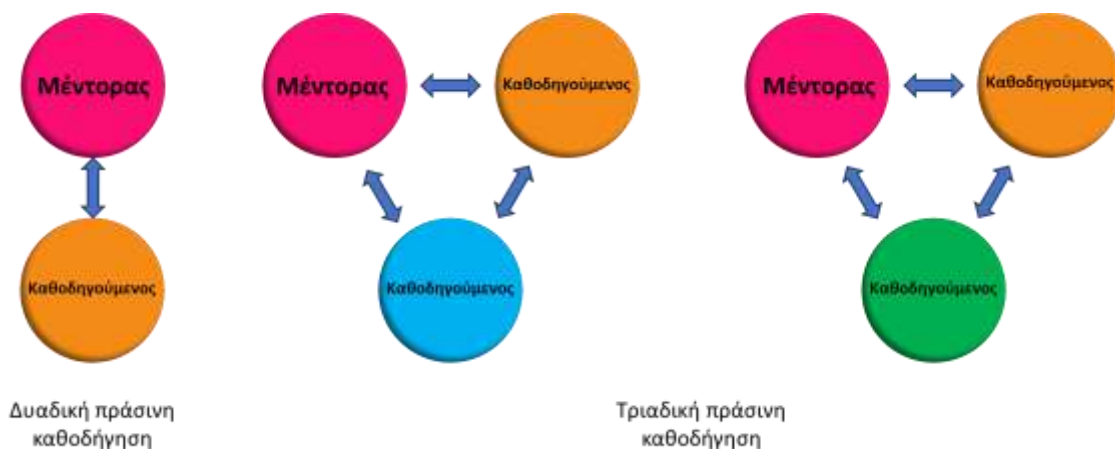 Μέντορας
Καθοδηγούμενος
Μέντορας
Καθοδηγούμενος
Καθοδηγούμενος
Μέντορας
Καθοδηγούμενος
Καθοδηγούμενος
Δυαδική πράσινη
καθοδήγηση
Τριαδική πράσινη
καθοδήγηση